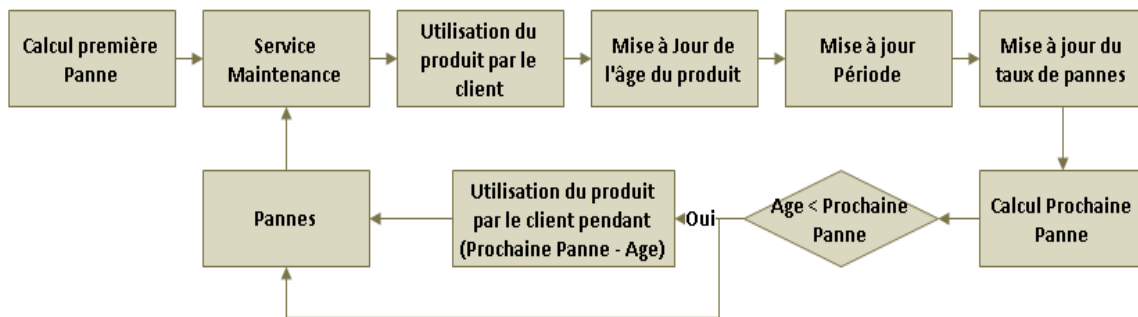 Calcul première
Panne
Service
Maintenance
Utilisation du
produit par le
client
Mise à Jour de
l'âge du produit
Mise à jour
Période
Mise à jour du
taux de pannes
Pannes
Utilisation du produit
par le client pendant
(Prochaine Panne - Age)
Oui
Age < Prochaine
Panne
Calcul Prochaine
Panne